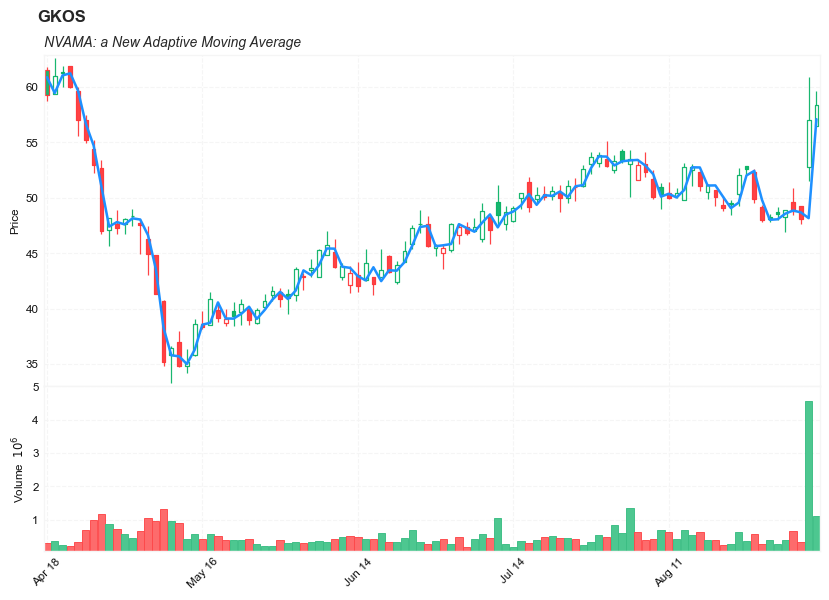 GKOS
NVAMA: a New Adaptive Moving Average
60
55
50
45
40
35
Price
5
4
3
2
1
Volume 10^6
Apr 18
May 16
Jun 14
Jul 14
Aug 11